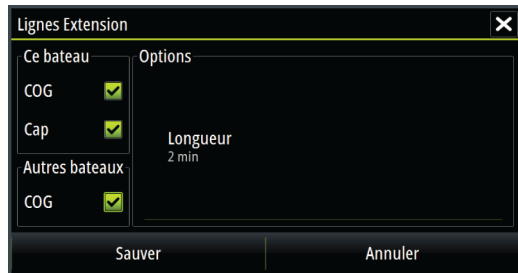 Lignes Extension
Ce bateau
COG
Cap
Autres bateaux
COG
Options
Longueur
2 min
Sauver
Annuler